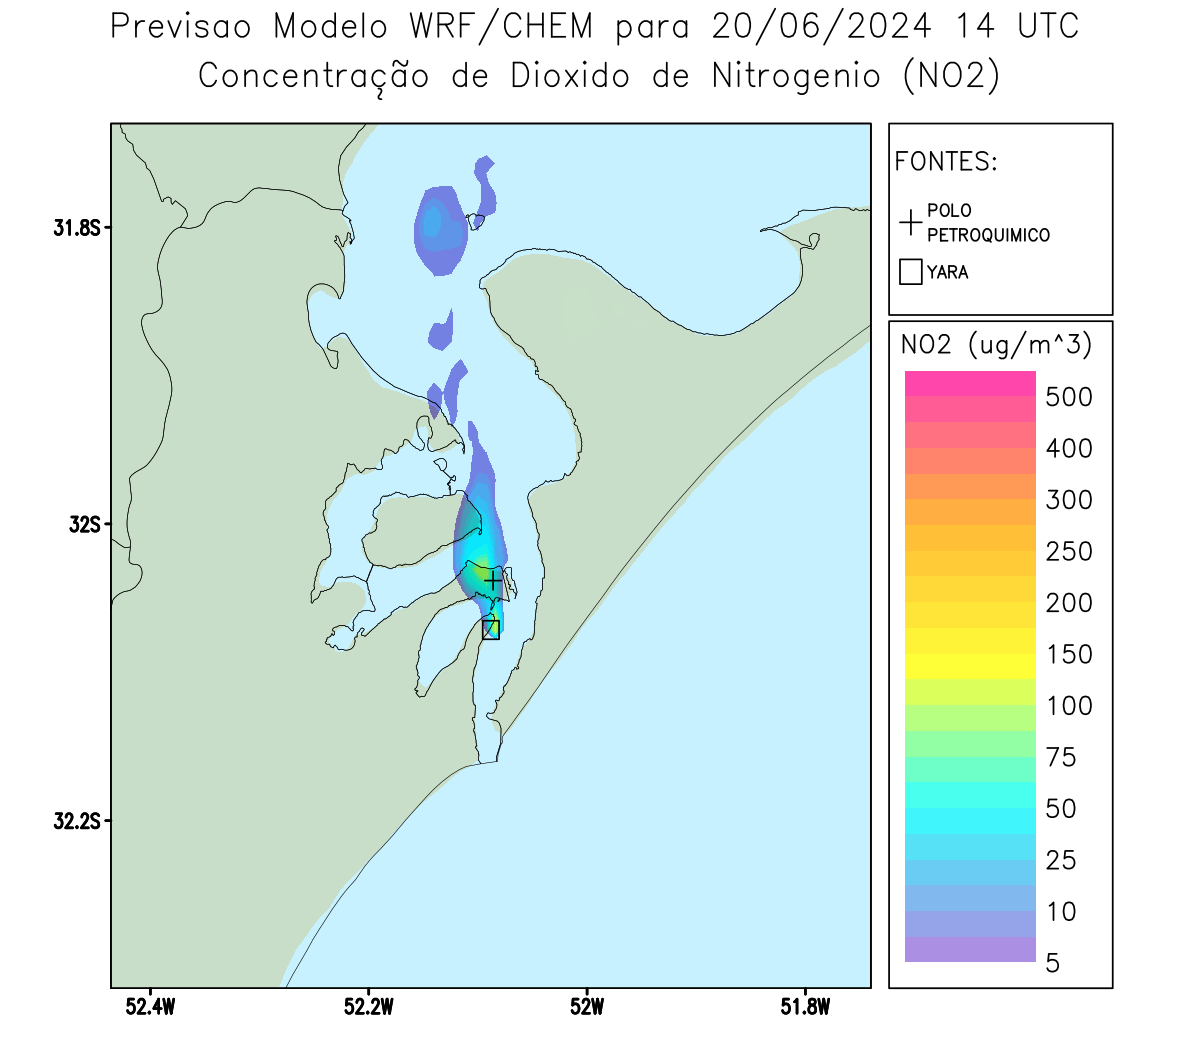 Previsao Modelo WRF/CHEM para 20/06/2024 14 UTC
Concentração de Dioxido de Nitrogenio (NO2)
FONTES:
POLO
PETROQUIMICO
YARA
NO2 (ug/m^3)
500
400
300
250
200
150
100
75
50
25
10
5
31.8S
32S
32.2S
52.4W
52.2W
52W
51.8W